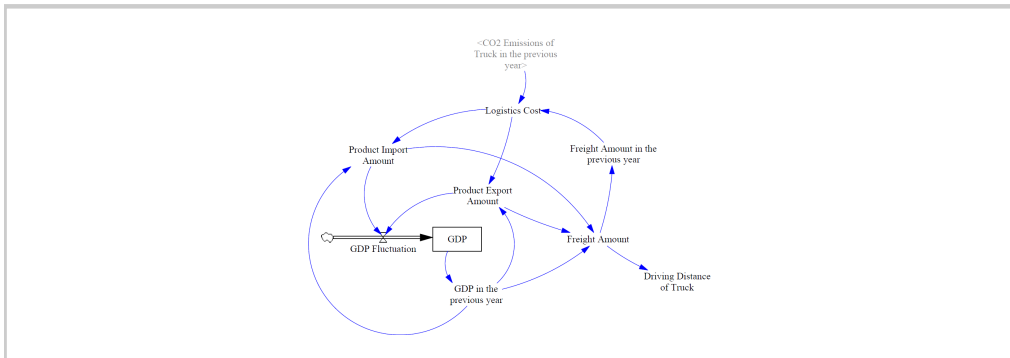 <CO2 Emissions of
Truck in the previous
year>
Logistics Cost
Product Import
Amount
Freight Amount in the
previous year
Product Export
Amount
GDP
Freight Amount
GDP Fluctuation
Driving Distance
of Truck
GDP in the
previous year